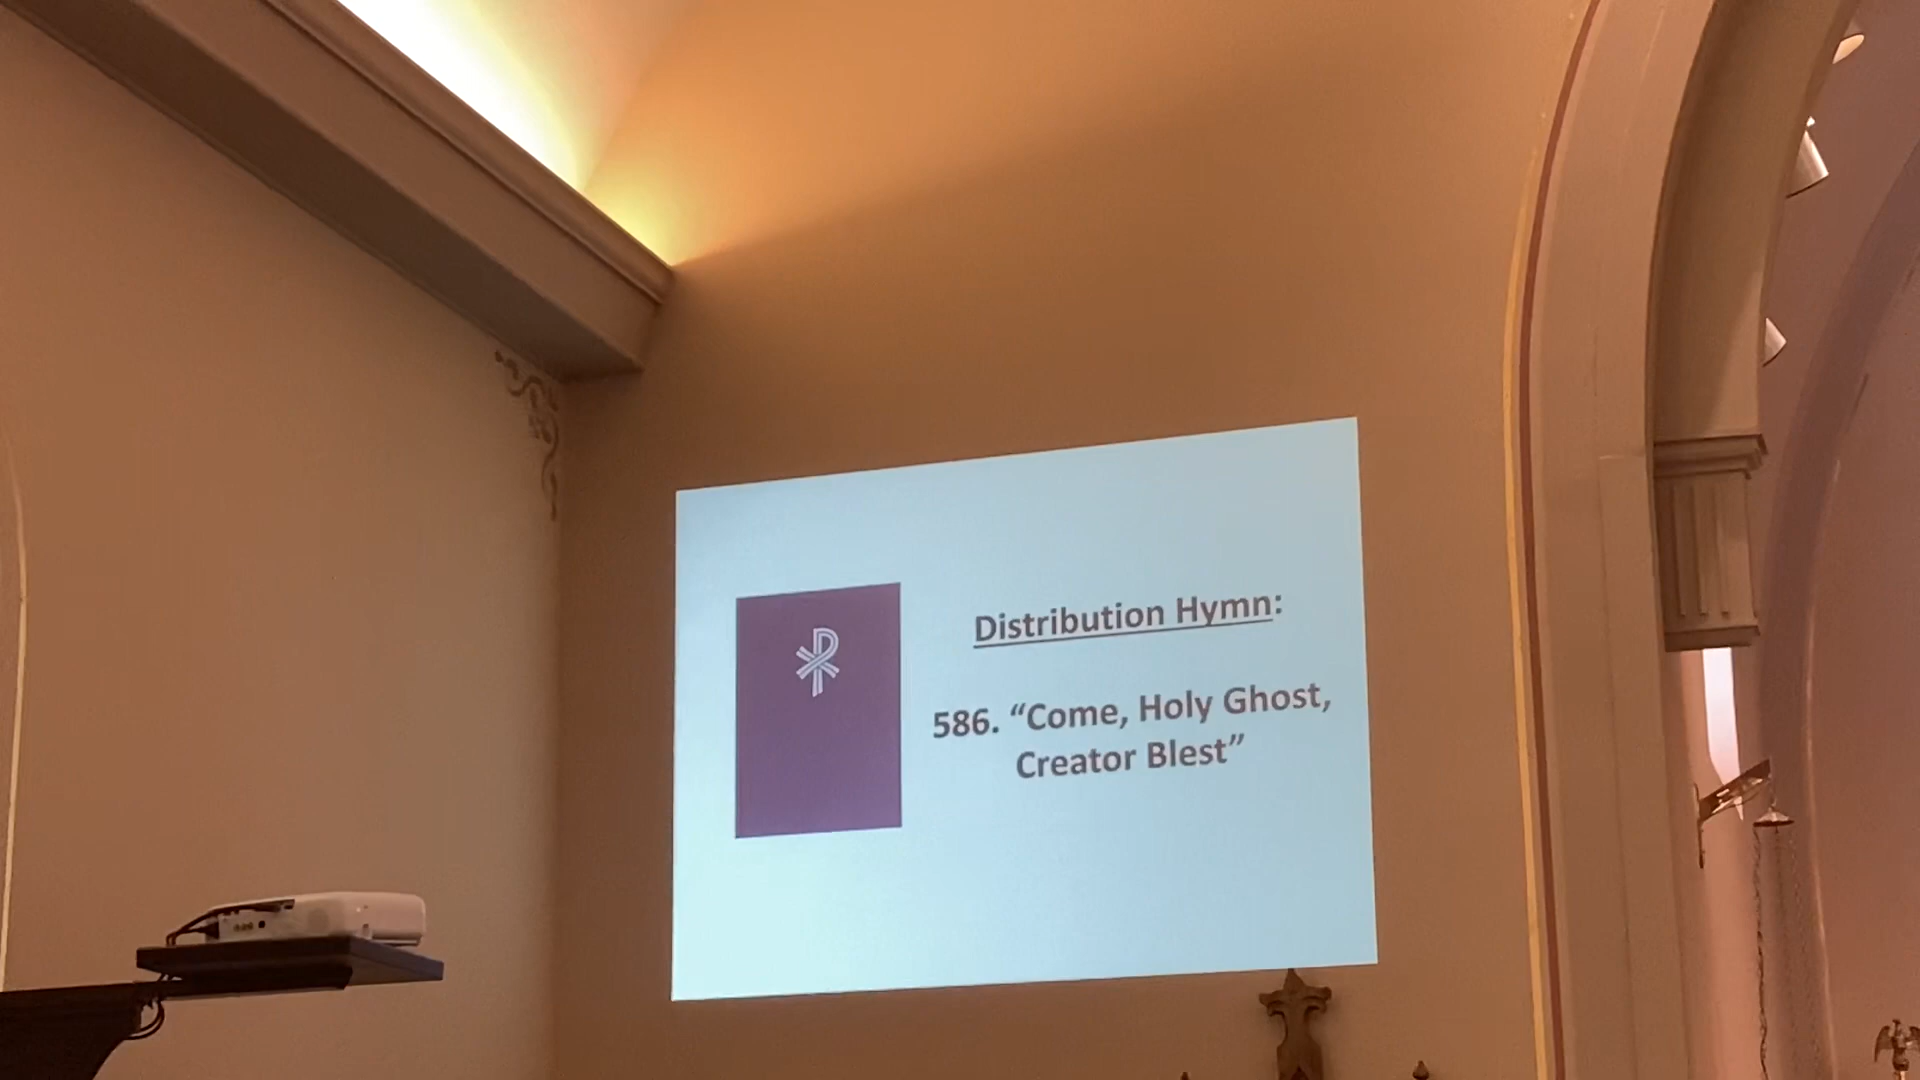 Distribution Hymn:
586. “Come, Holy Ghost,
Creator Blest”